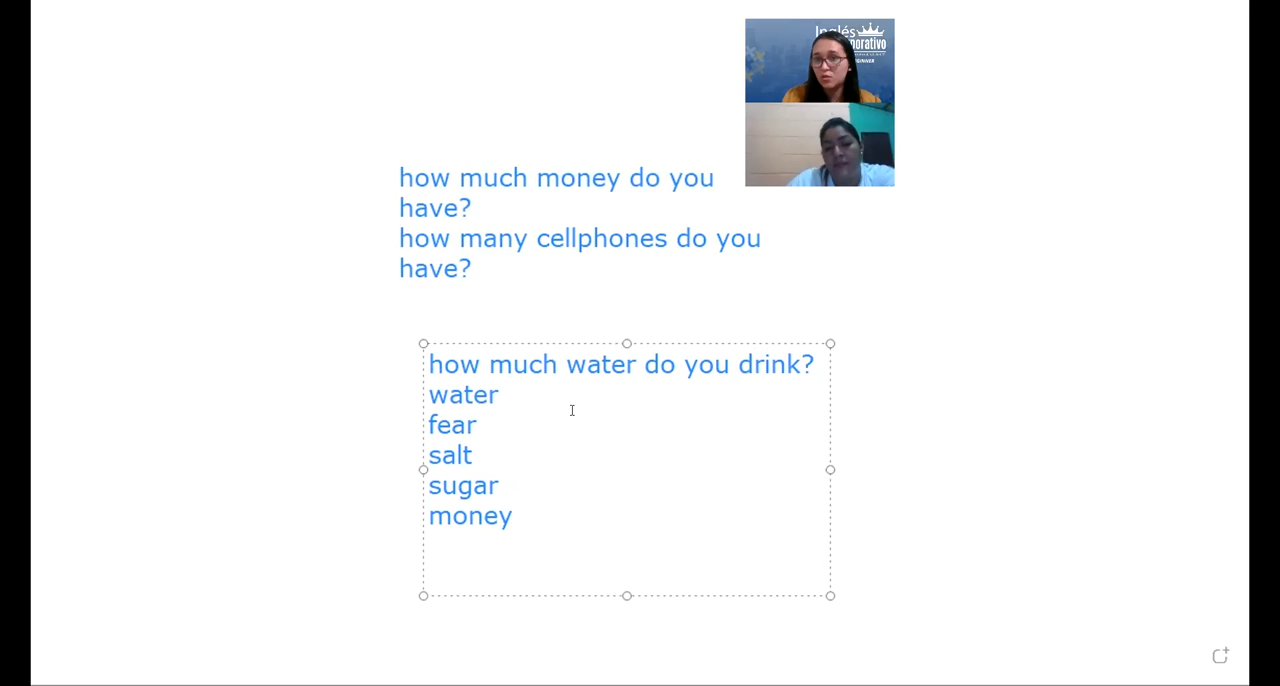 Inglés
how much money do you
have?
how many cellphones do you
have?
how much water do you drink?
water
fear
salt
sugar
money